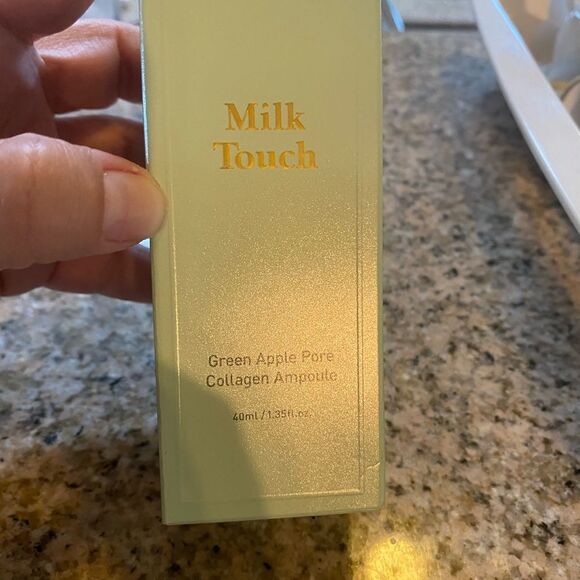 Milk
Touch
Green Apple Pore
Collagen Ampoule
40ml / 1.35fl.oz.